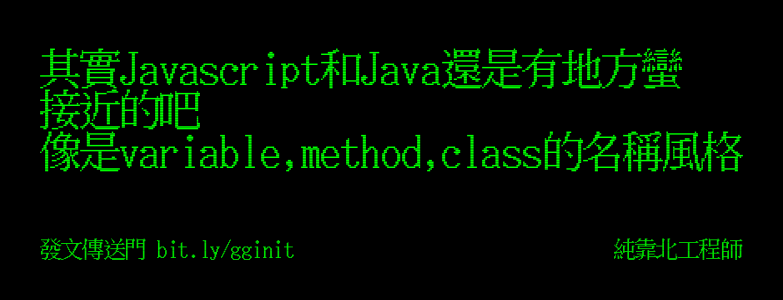 其實Javascript和Java還是有地方蠻
接近的吧
像是variable,method,class的名稱風格
發文傳送門 bit.ly/gginit
純靠北工程師